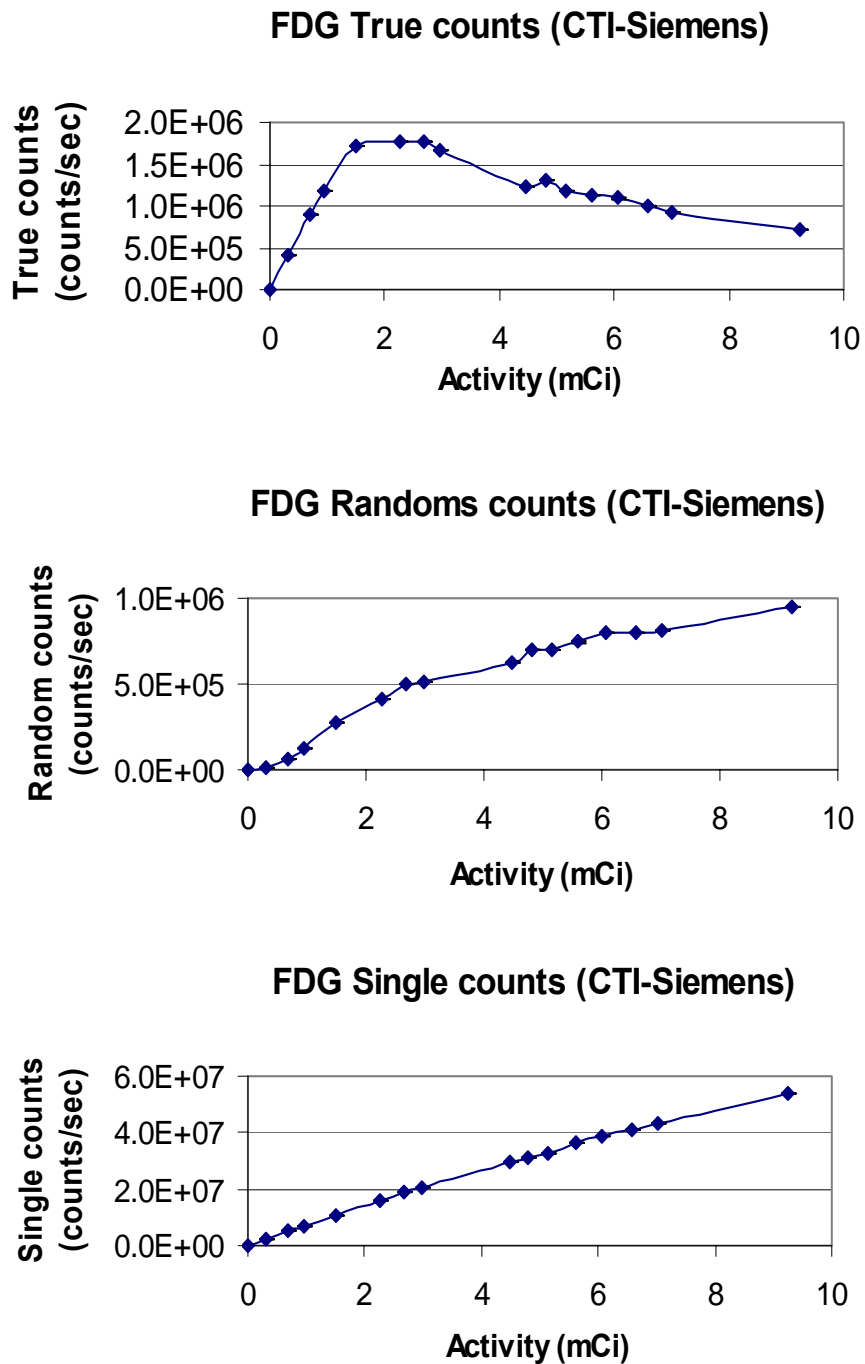 FDG True counts (CTI-Siemens)
True counts
(counts/sec)
2.0E+06
1.5E+06
1.0E+06
5.0E+05
0.0E+00
0 2 4 6 8 10
Activity (mCi)
FDG Randoms counts (CTI-Siemens)
Random counts
(counts/sec)
1.0E+06
5.0E+05
0.0E+00
0 2 4 6 8 10
Activity (mCi)
FDG Single counts (CTI-Siemens)
Single counts
(counts/sec)
6.0E+07
4.0E+07
2.0E+07
0.0E+00
0 2 4 6 8 10
Activity (mCi)